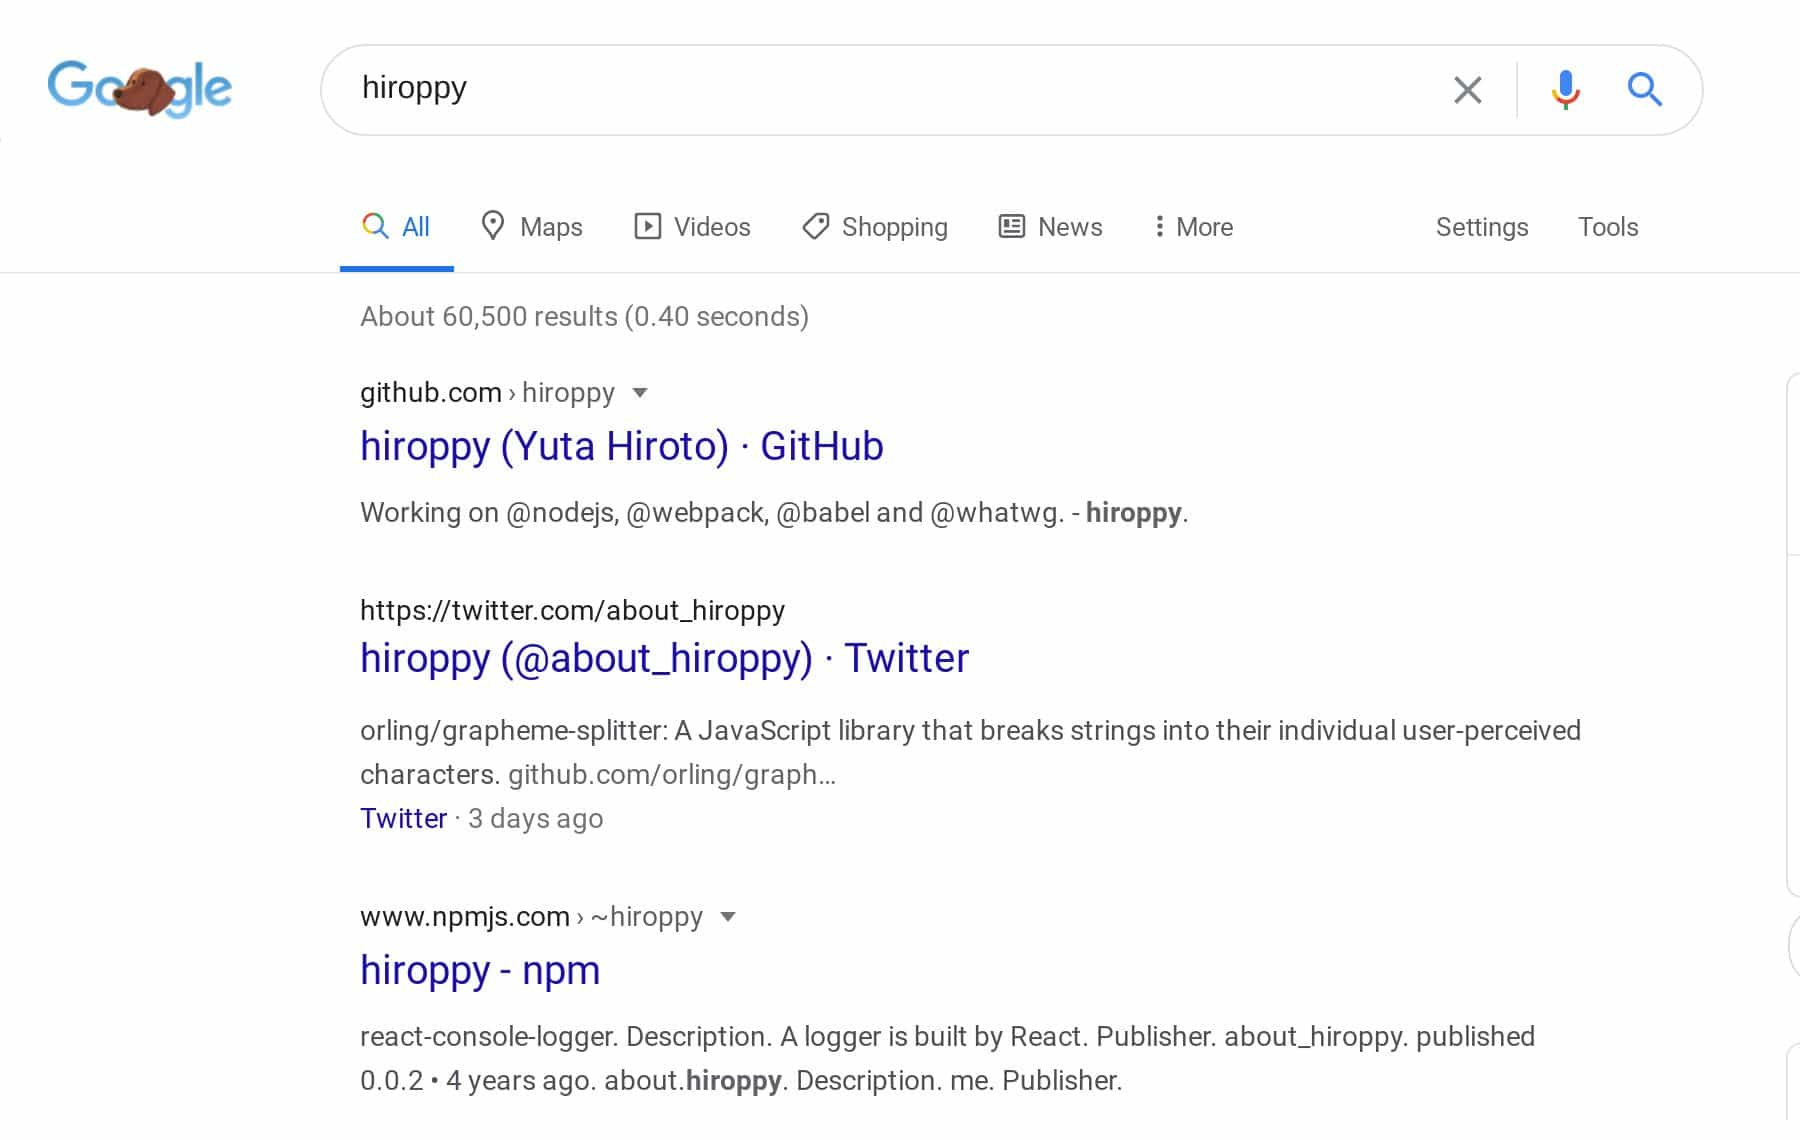 Google
hiroppy
All Maps Videos Shopping News More Settings Tools
About 60,500 results (0.40 seconds)
github.com › hiroppy
hiroppy (Yuta Hiroto) · GitHub
Working on @nodejs, @webpack, @babel and @whatwg. - hiroppy.
https://twitter.com/about_hiroppy
hiroppy (@about_hiroppy) · Twitter
orling/grapheme-splitter: A JavaScript library that breaks strings into their individual user-perceived
characters. github.com/orling/graph…
Twitter · 3 days ago
www.npmjs.com › ~hiroppy
hiroppy - npm
react-console-logger. Description. A logger is built by React. Publisher. about_hiroppy. published
0.0.2 • 4 years ago. about.hiroppy. Description. me. Publisher.